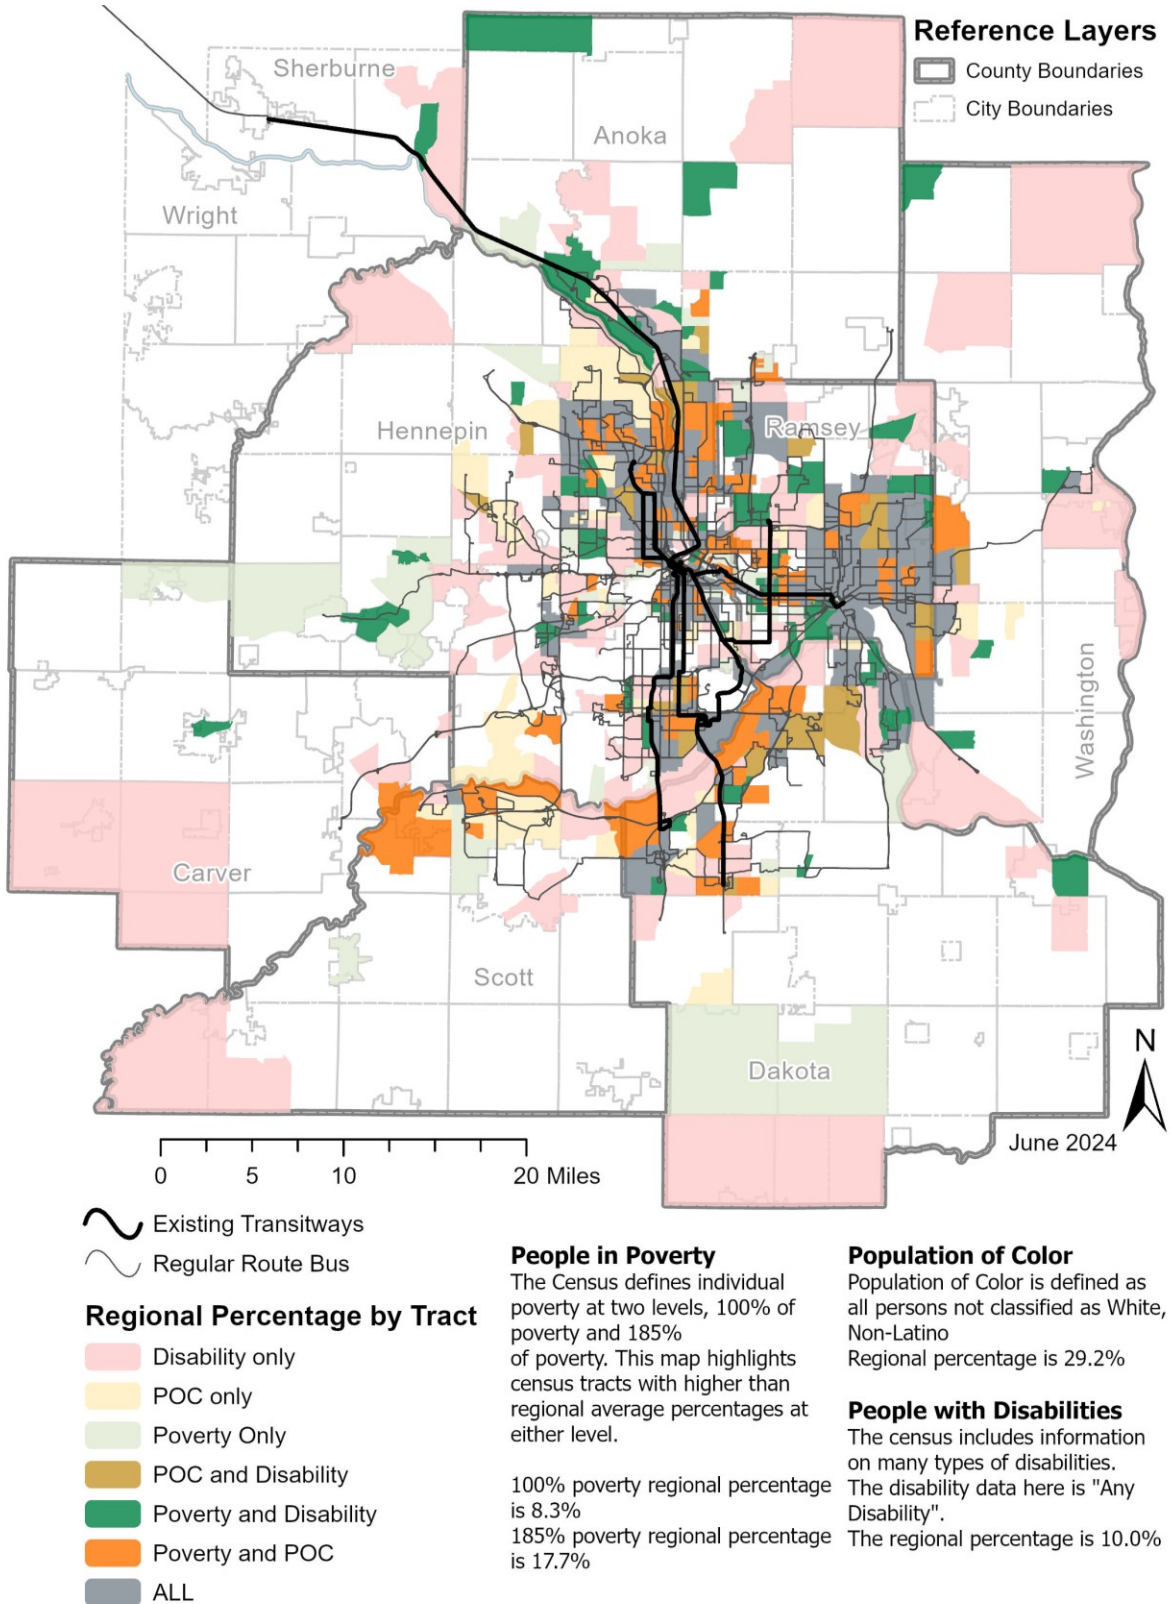 Reference Layers
County Boundaries
City Boundaries
Sherburne
Anoka
Wright
Hennepin
Ramsey
Washington
Carver
Scott
Dakota
N
June 2024
0 5 10 20 Miles
Existing Transitways
Regular Route Bus
Regional Percentage by Tract
Disability only
POC only
Poverty Only
POC and Disability
Poverty and Disability
Poverty and POC
ALL
People in Poverty
The Census defines individual
poverty at two levels, 100% of
poverty and 185%
of poverty. This map highlights
census tracts with higher than
regional average percentages at
either level.
100% poverty regional percentage
is 8.3%
185% poverty regional percentage
is 17.7%
Population of Color
Population of Color is defined as
all persons not classified as White,
Non-Latino
Regional percentage is 29.2%
People with Disabilities
The census includes information
on many types of disabilities.
The disability data here is "Any
Disability".
The regional percentage is 10.0%